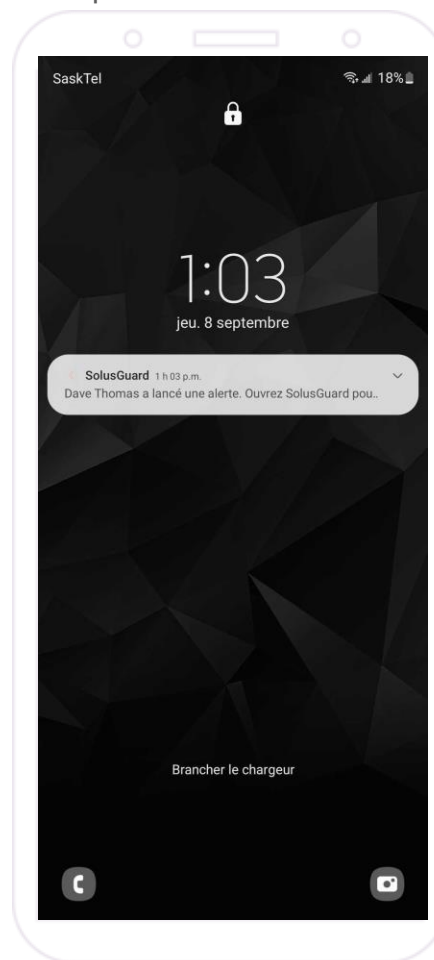 SaskTel 18%
1:03
jeu. 8 septembre
SolusGuard 1 h 03 p.m.
Dave Thomas a lancé une alerte. Ouvrez SolusGuard pou..
Brancher le chargeur